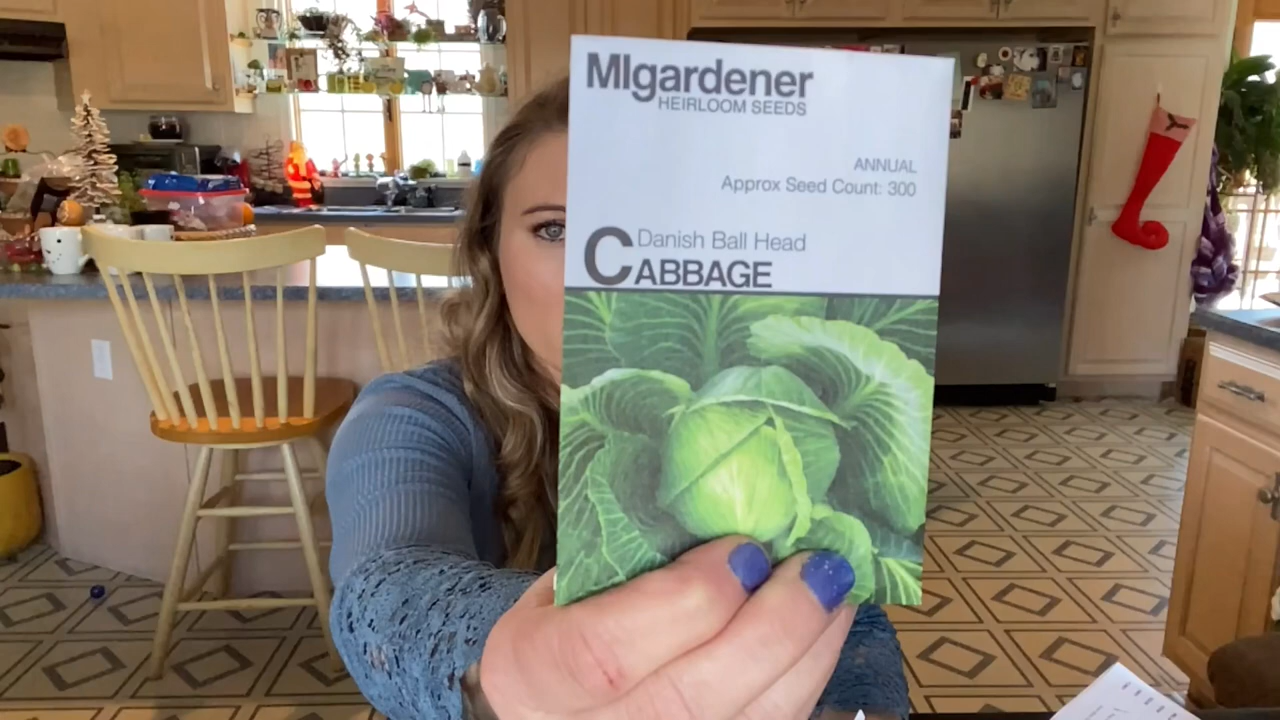 MIgardener
HEIRLOOM SEEDS
ANNUAL
Approx Seed Count: 300
Danish Ball Head
CABBAGE